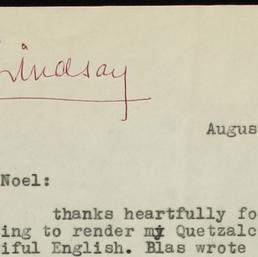 Lindsay
Augus
Noel:
thanks heartfully fo
ing to render my Quetzalc
iful English. Blas wrote